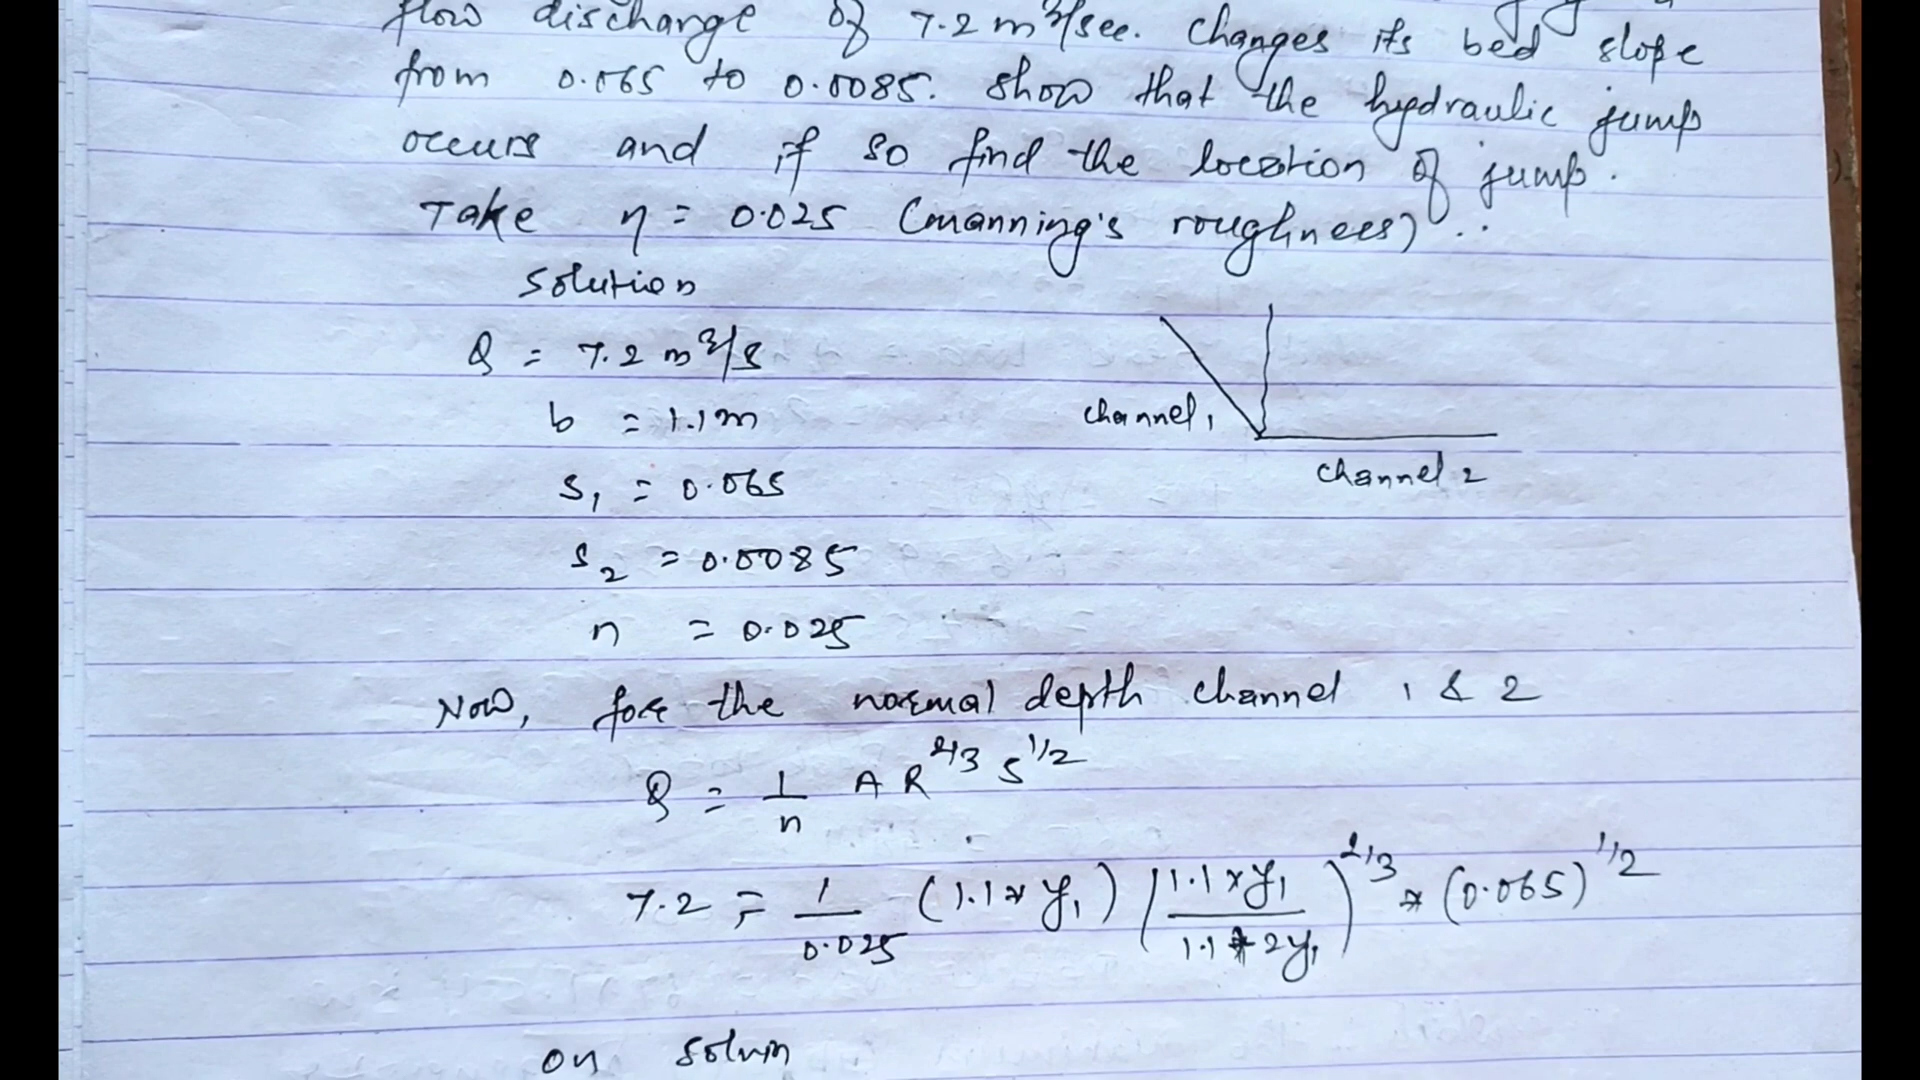 flow discharge of 7.2 m³/sec. changes its bed slope
from 0.065 to 0.0085. show that the hydraulic jump
occurs and if so find the location of jump.
Take η = 0.025 (manning's roughness)..
solution
Q = 7.2 m³/s
b = 1.1m
S₁ = 0.065
S₂ = 0.0085
n = 0.025
channel 1
channel 2
Now, for the normal depth channel 1 & 2
Q = 1/n A R^2/3 S^1/2
7.2 = 1/0.025 (1.1*y₁) (1.1*y₁/1.1+2y₁)^2/3 * (0.065)^1/2
on solvin